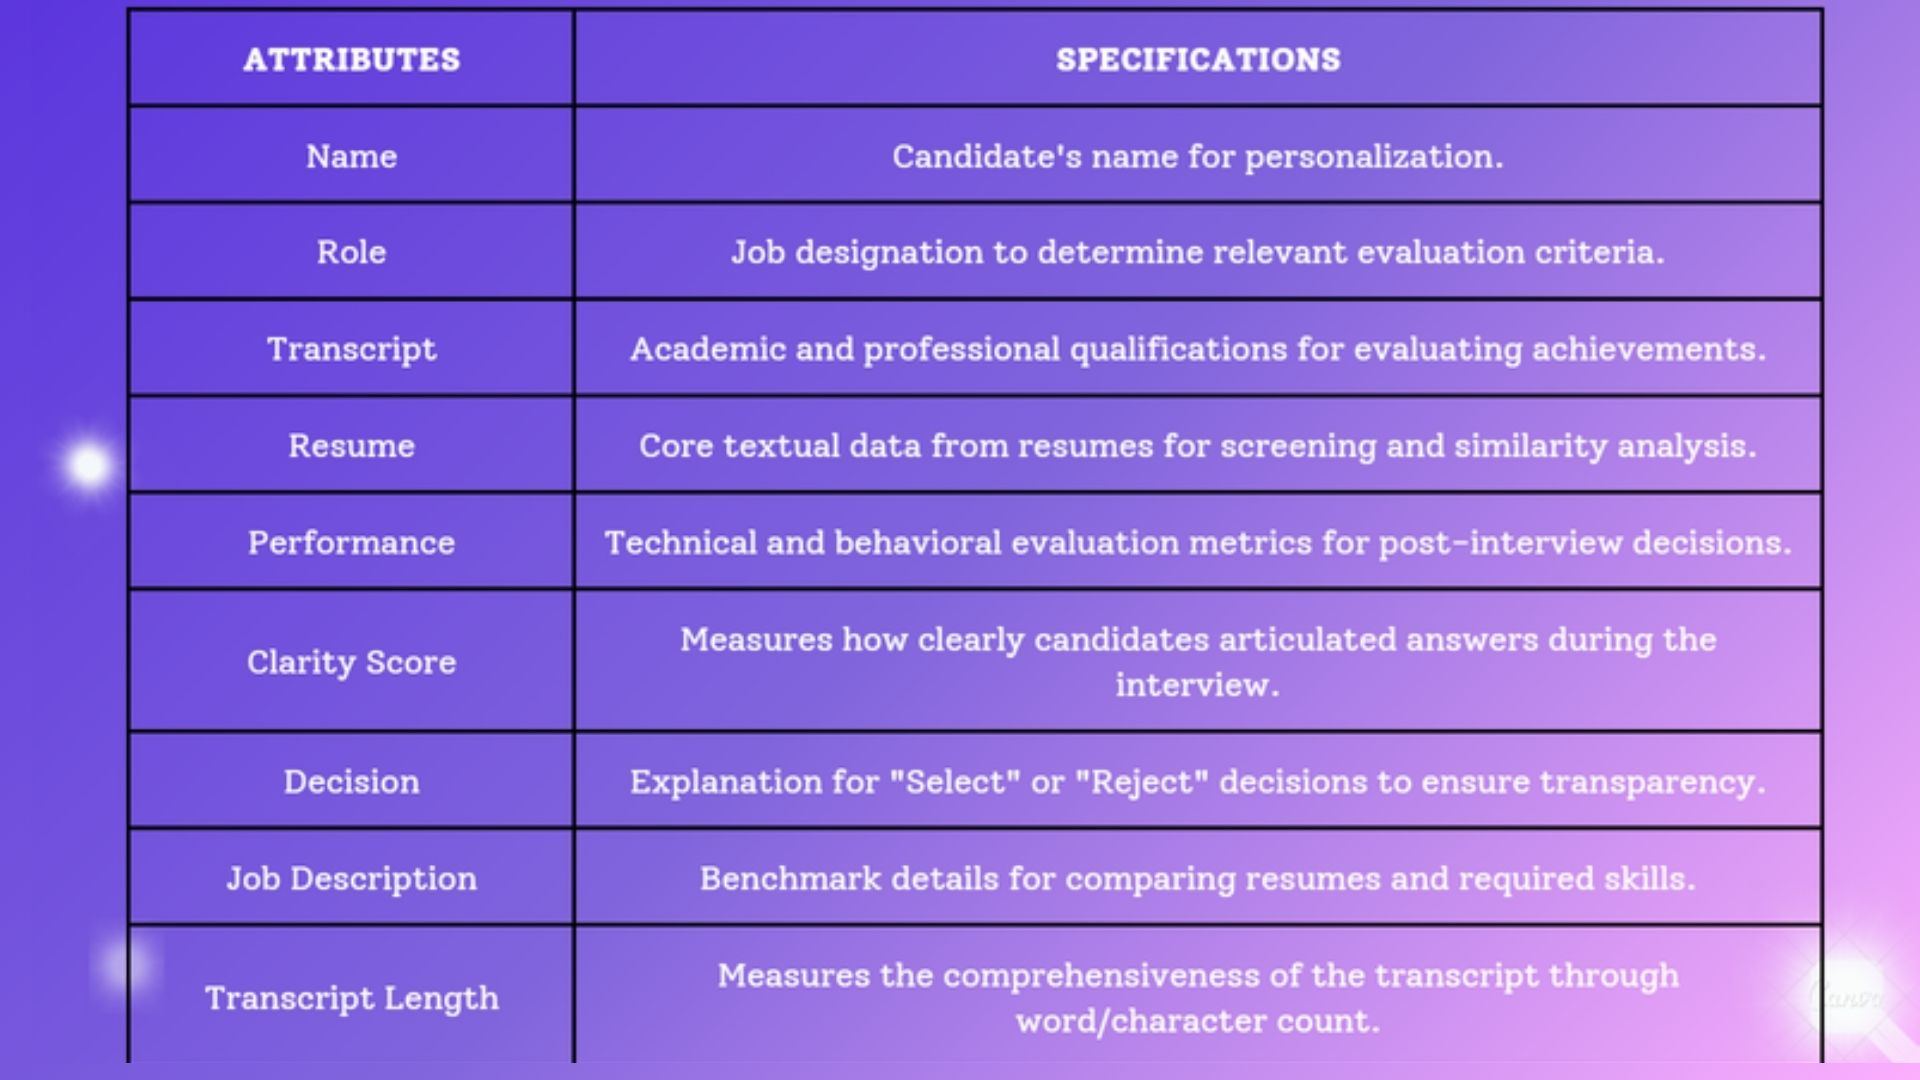 ATTRIBUTES
SPECIFICATIONS
Name
Candidate's name for personalization.
Role
Job designation to determine relevant evaluation criteria.
Transcript
Academic and professional qualifications for evaluating achievements.
Resume
Core textual data from resumes for screening and similarity analysis.
Performance
Technical and behavioral evaluation metrics for post-interview decisions.
Clarity Score
Measures how clearly candidates articulated answers during the
interview.
Decision
Explanation for "Select" or "Reject" decisions to ensure transparency.
Job Description
Benchmark details for comparing resumes and required skills.
Transcript Length
Measures the comprehensiveness of the transcript through
word/character count.
Canva